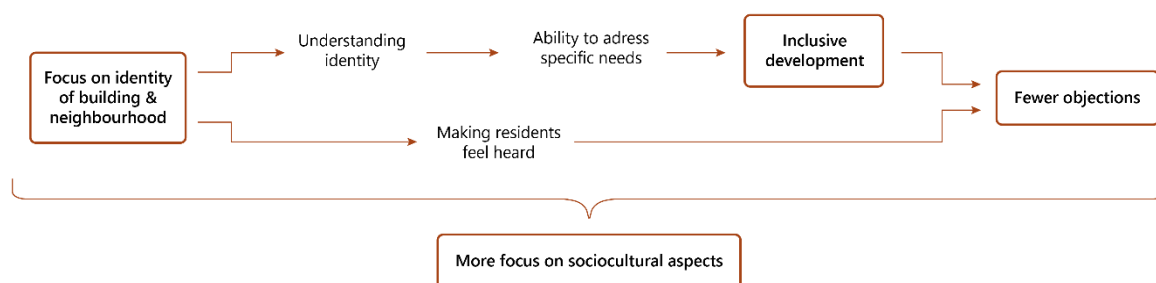 Focus on identity
of building &
neighbourhood
Understanding
identity
Ability to adress
specific needs
Inclusive
development
Making residents
feel heard
Fewer objections
More focus on sociocultural aspects